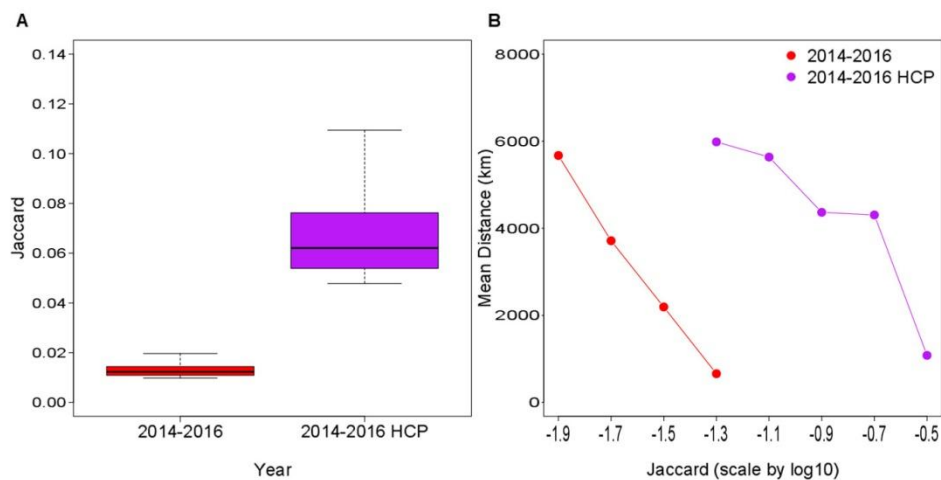 A
Jaccard
0.14
0.12
0.10
0.08
0.06
0.04
0.02
0.00
2014-2016
2014-2016 HCP
Year
B
Mean Distance (km)
8000
6000
4000
2000
0
2014-2016
2014-2016 HCP
-1.9 -1.7 -1.5 -1.3 -1.1 -0.9 -0.7 -0.5
Jaccard (scale by log10)